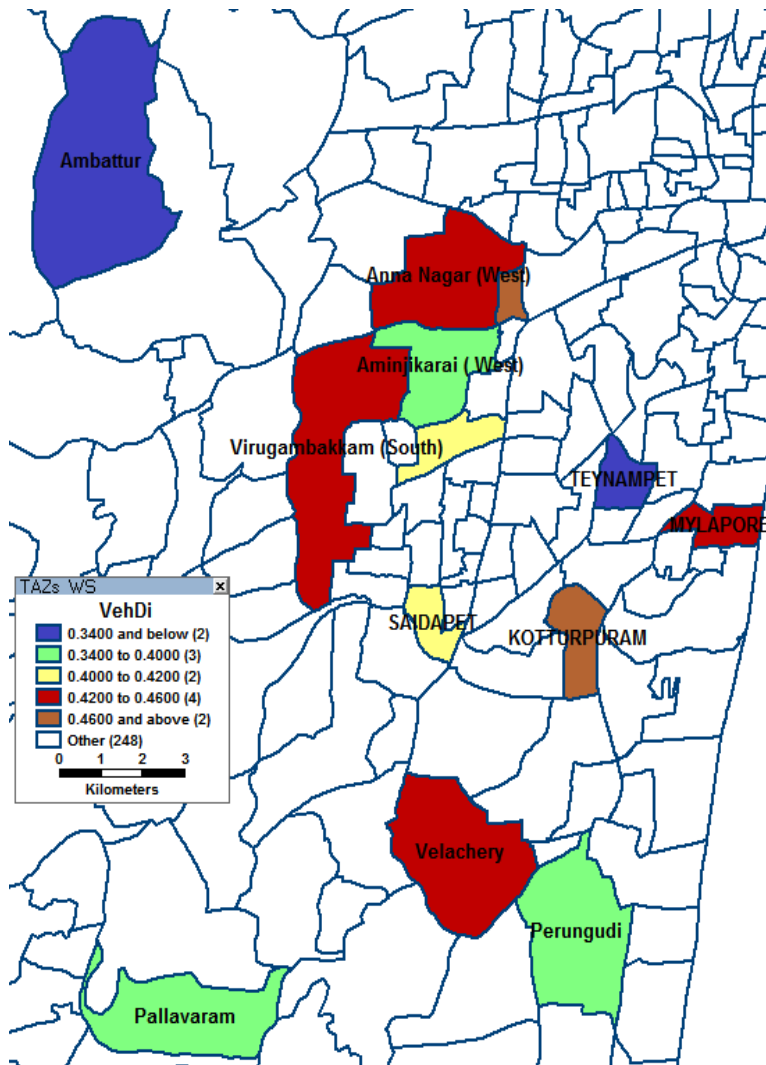 Ambattur
Anna Nagar (West)
Aminjikarai ( West)
Virugambakkam (South)
TEYNAMPET
MYLAPORE
TAZs_WS
x
VehDi
0.3400 and below (2)
0.3400 to 0.4000 (3)
0.4000 to 0.4200 (2)
0.4200 to 0.4600 (4)
0.4600 and above (2)
Other (248)
0 1 2 3
Kilometers
SAIDAPET
KOTTURPURAM
Velachery
Perungudi
Pallavaram